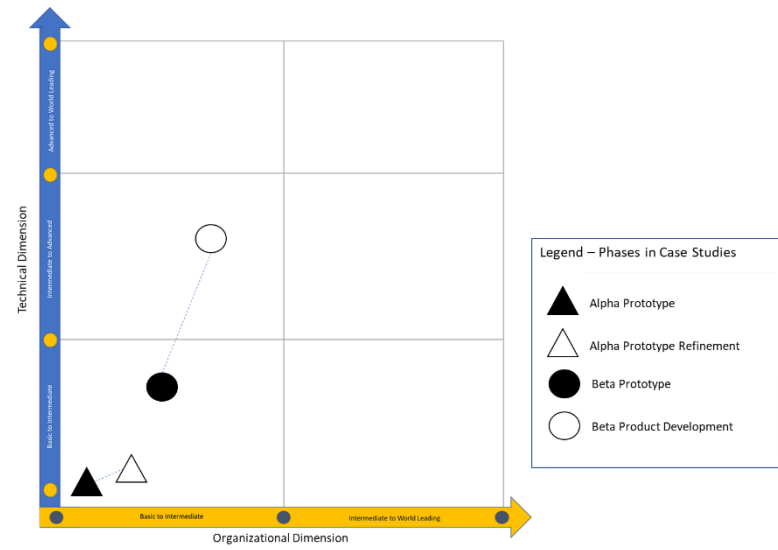 Technical Dimension
Advanced to World Leading
Intermediate to Advanced
Basic to Intermediate
Legend – Phases in Case Studies
Alpha Prototype
Alpha Prototype Refinement
Beta Prototype
Beta Product Development
Basic to Intermediate
Intermediate to World Leading
Organizational Dimension